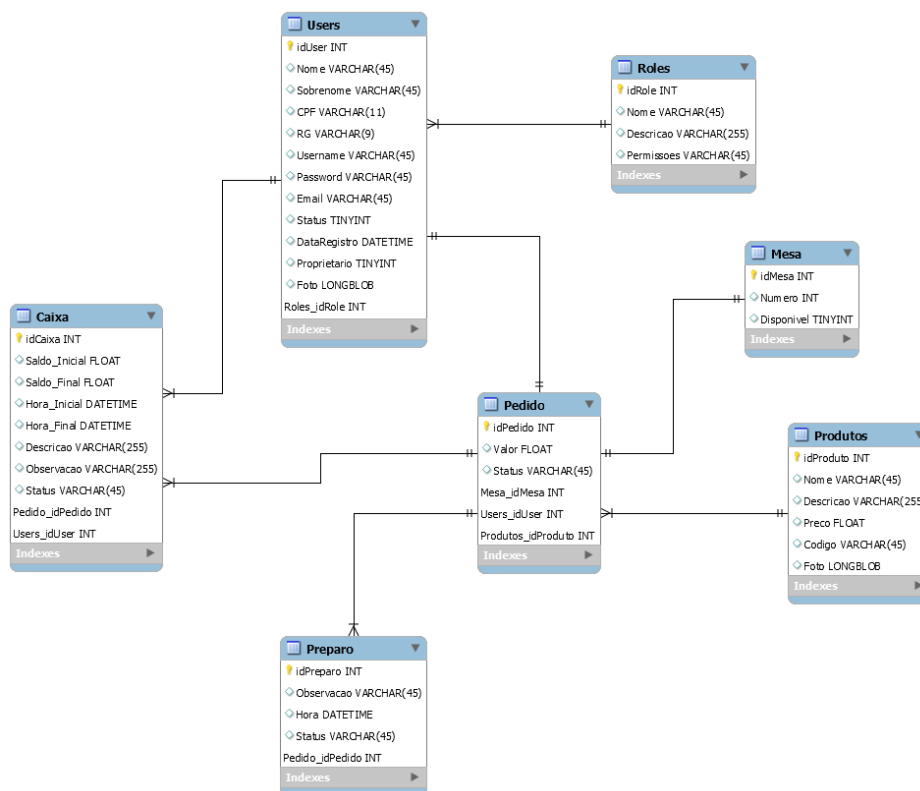 Users
idUser INT
Nome VARCHAR(45)
Sobrenome VARCHAR(45)
CPF VARCHAR(11)
RG VARCHAR(9)
Username VARCHAR(45)
Password VARCHAR(45)
Email VARCHAR(45)
Status TINYINT
DataRegistro DATETIME
Proprietario TINYINT
Foto LONGBLOB
Roles_idRole INT
Indexes
Roles
idRole INT
Nome VARCHAR(45)
Descricao VARCHAR(255)
Permissoes VARCHAR(45)
Indexes
Mesa
idMesa INT
Numero INT
Disponivel TINYINT
Indexes
Caixa
idCaixa INT
Saldo_Inicial FLOAT
Saldo_Final FLOAT
Hora_Inicial DATETIME
Hora_Final DATETIME
Descricao VARCHAR(255)
Observacao VARCHAR(255)
Status VARCHAR(45)
Pedido_idPedido INT
Users_idUser INT
Indexes
Pedido
idPedido INT
Valor FLOAT
Status VARCHAR(45)
Mesa_idMesa INT
Users_idUser INT
Produtos_idProduto INT
Indexes
Produtos
idProduto INT
Nome VARCHAR(45)
Descricao VARCHAR(255
Preco FLOAT
Codigo VARCHAR(45)
Foto LONGBLOB
Indexes
Preparo
idPreparo INT
Observacao VARCHAR(45)
Hora DATETIME
Status VARCHAR(45)
Pedido_idPedido INT
Indexes